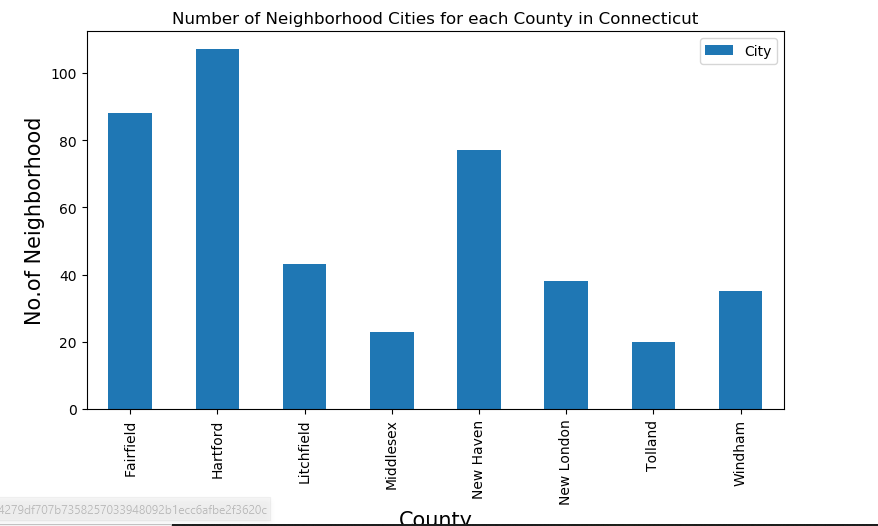 Number of Neighborhood Cities for each County in Connecticut
City
No.of Neighborhood
100
80
60
40
20
0
Fairfield
Hartford
Litchfield
Middlesex
New Haven
New London
Tolland
Windham
County
4279df707b7358257033948092b1ecc6afbe2f3620c